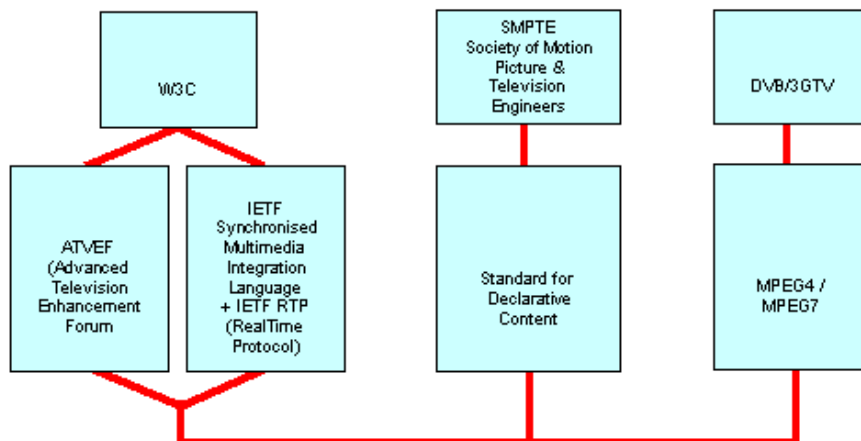 W3C
SMPTE
Society of Motion
Picture &
Television
Engineers
DVB/3GTV
ATVEF
(Advanced
Television
Enhancement
Forum
IETF
Synchronised
Multimedia
Integration
Language
+ IETF RTP
(RealTime
Protocol)
Standard for
Declarative
Content
MPEG4 /
MPEG7